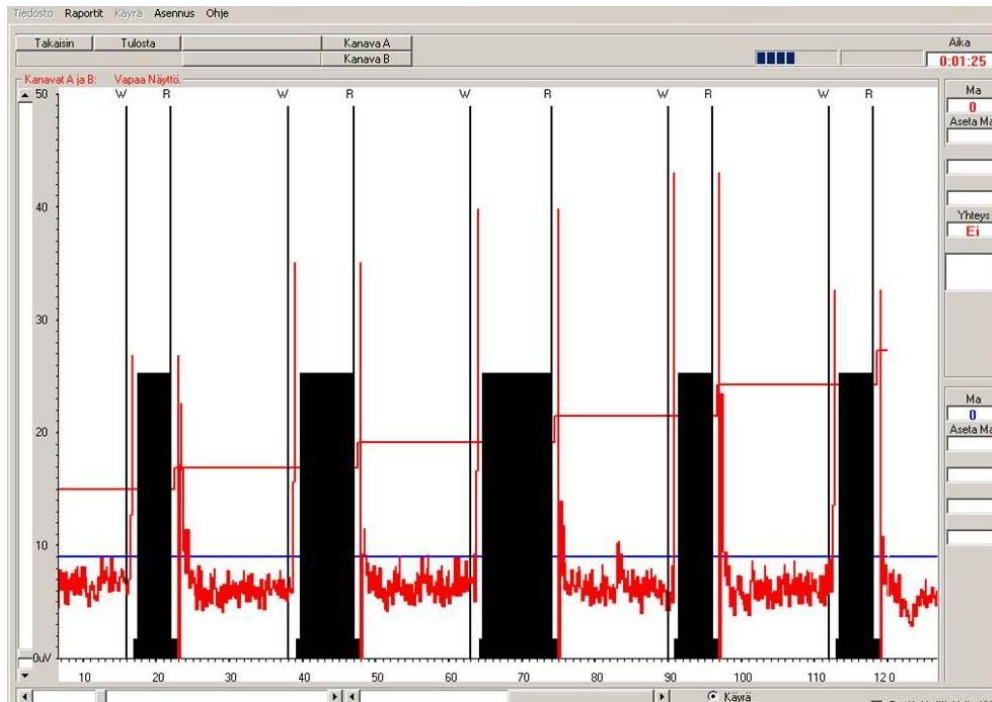 Tiedosto Raportit Käyrä Asennus Ohje
Takaisin Tulosta Kanava A
Kanava B
Aika
0:01:25
Kanavat A ja B: Vapaa Näyttö.
W R W R W R W R W R
50
40
30
20
10
0uV
10 20 30 40 50 60 70 80 90 100 110 120
Ma
0
Aseta Ma
Yhteys
Ei
Ma
0
Aseta Ma
Käyrä